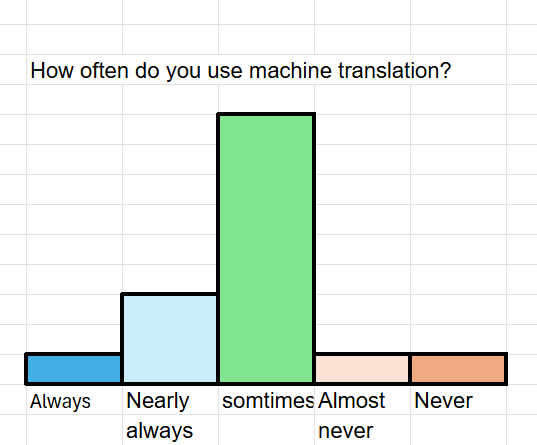 How often do you use machine translation?
Always Nearly somtimes Almost Never
always never